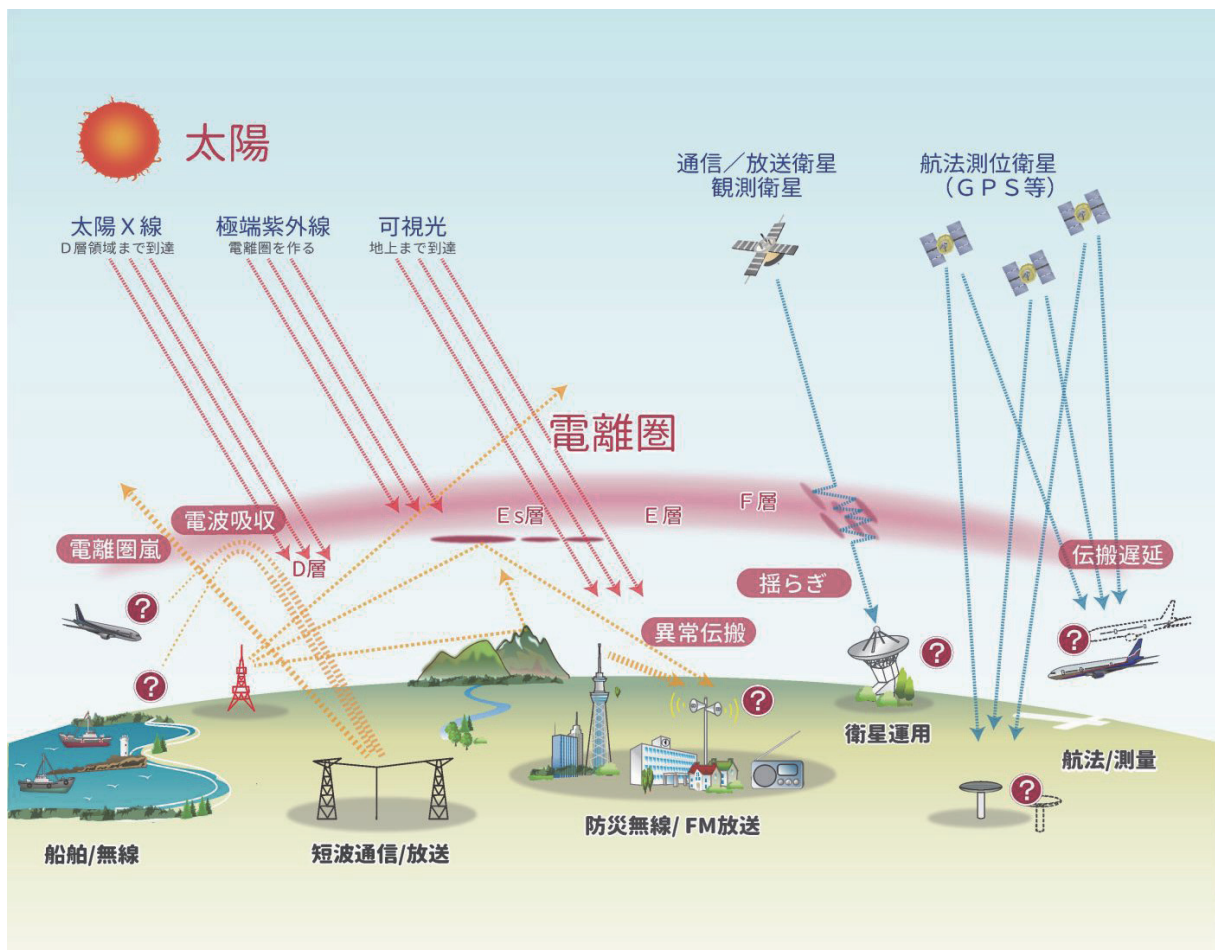 太陽
通信／放送衛星
観測衛星
航法測位衛星
（ＧＰＳ等）
太陽Ｘ線
D層領域まで到達
極端紫外線
電離圏を作る
可視光
地上まで到達
電離圏
Ｅs層
Ｅ層
Ｆ層
電波吸収
電離圏嵐
D層
伝搬遅延
揺らぎ
異常伝搬
?
?
?
?
?
?
衛星運用
航法/測量
防災無線/ FM放送
船舶/無線
短波通信/放送